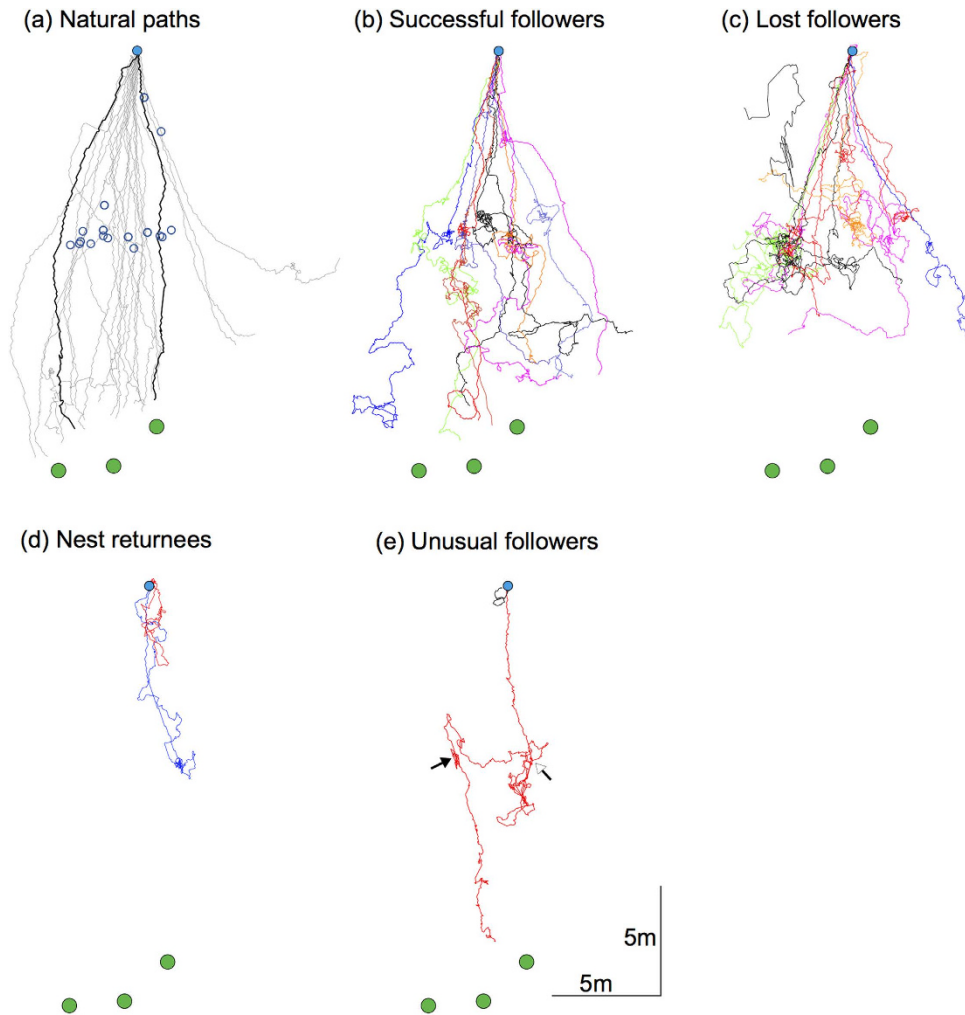 (a) Natural paths
(b) Successful followers
(c) Lost followers
(d) Nest returnees
(e) Unusual followers
5m
5m